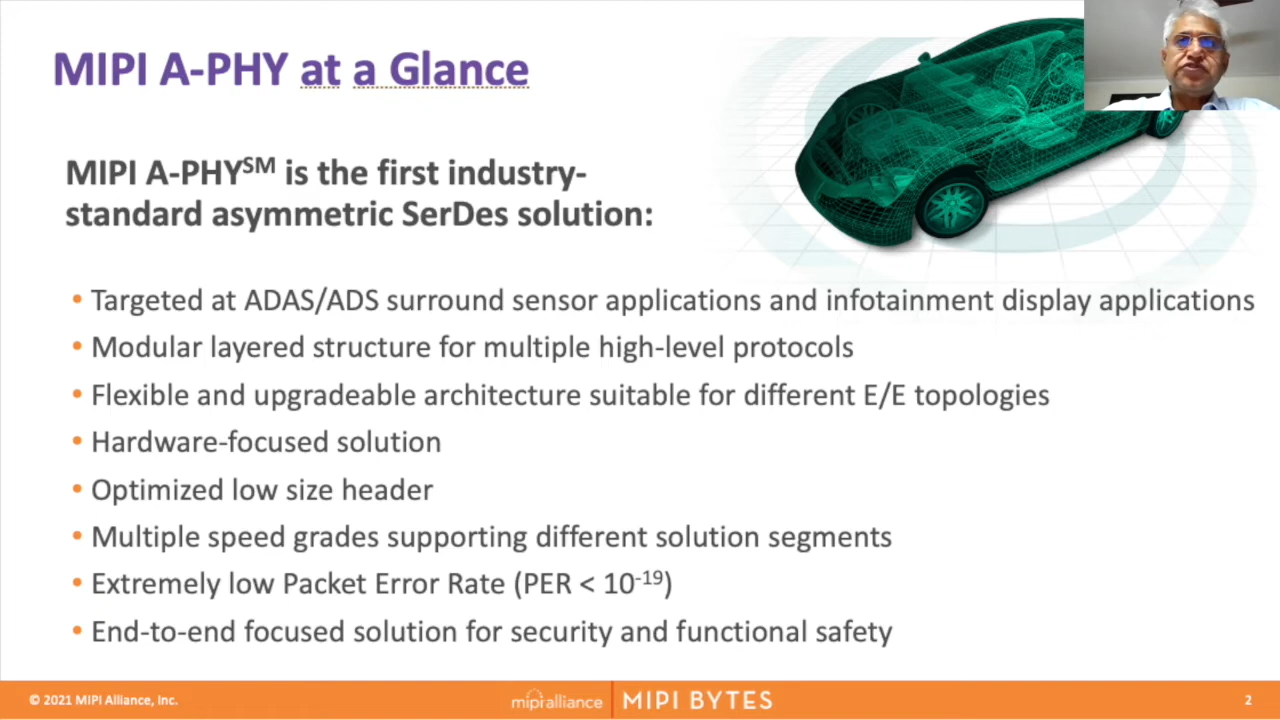 MIPI A-PHY at a Glance
MIPI A-PHYSM is the first industry-
standard asymmetric SerDes solution:
• Targeted at ADAS/ADS surround sensor applications and infotainment display applications
• Modular layered structure for multiple high-level protocols
• Flexible and upgradeable architecture suitable for different E/E topologies
• Hardware-focused solution
• Optimized low size header
• Multiple speed grades supporting different solution segments
• Extremely low Packet Error Rate (PER < 10-19)
• End-to-end focused solution for security and functional safety
© 2021 MIPI Alliance, Inc.
mipi alliance
MIPI BYTES
2